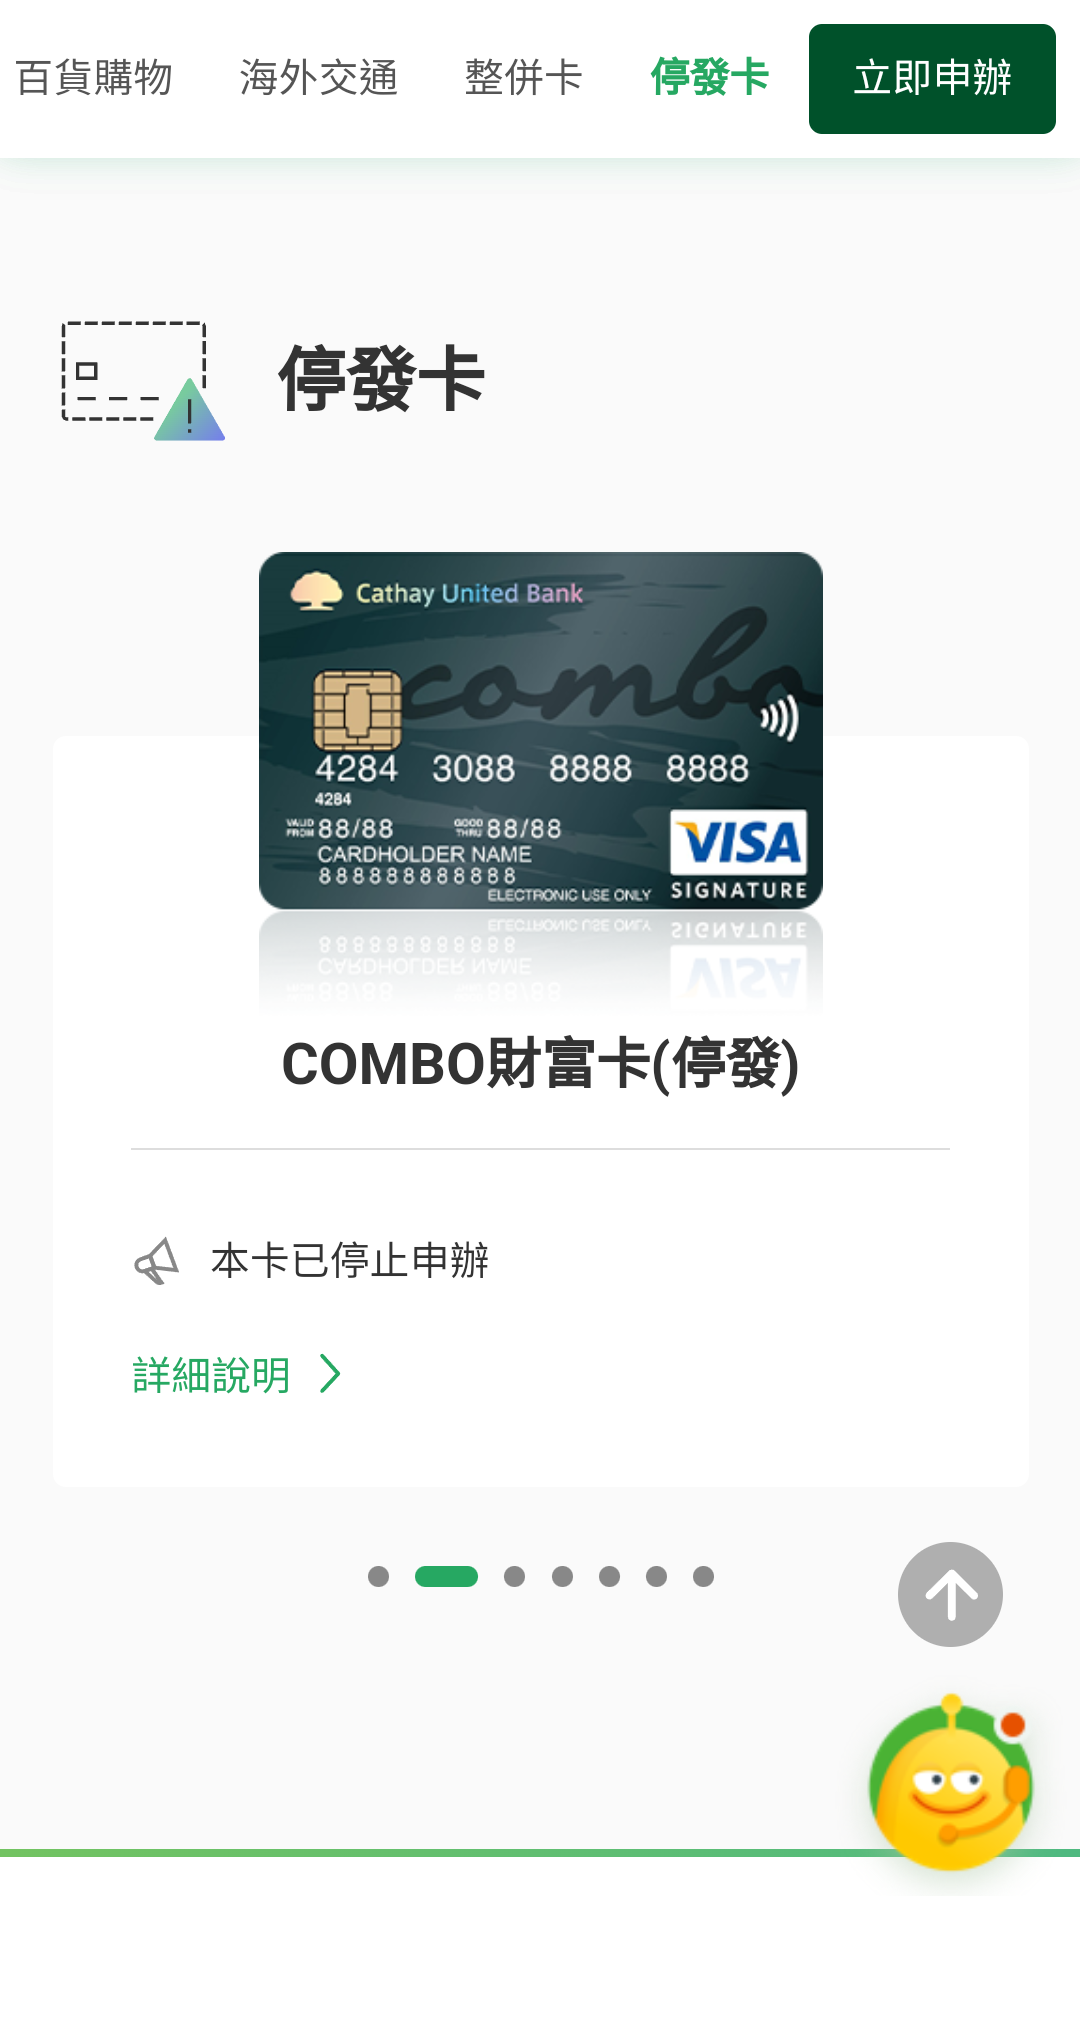 百貨購物 海外交通 整併卡 停發卡 立即申辦
停發卡
Cathay United Bank
combo
4284 3088 8888 8888
4284
VALID FROM 88/88 GOOD THRU 88/88
CARDHOLDER NAME
888888888888
ELECTRONIC USE ONLY
VISA
SIGNATURE
COMBO財富卡(停發)
本卡已停止申辦
詳細說明